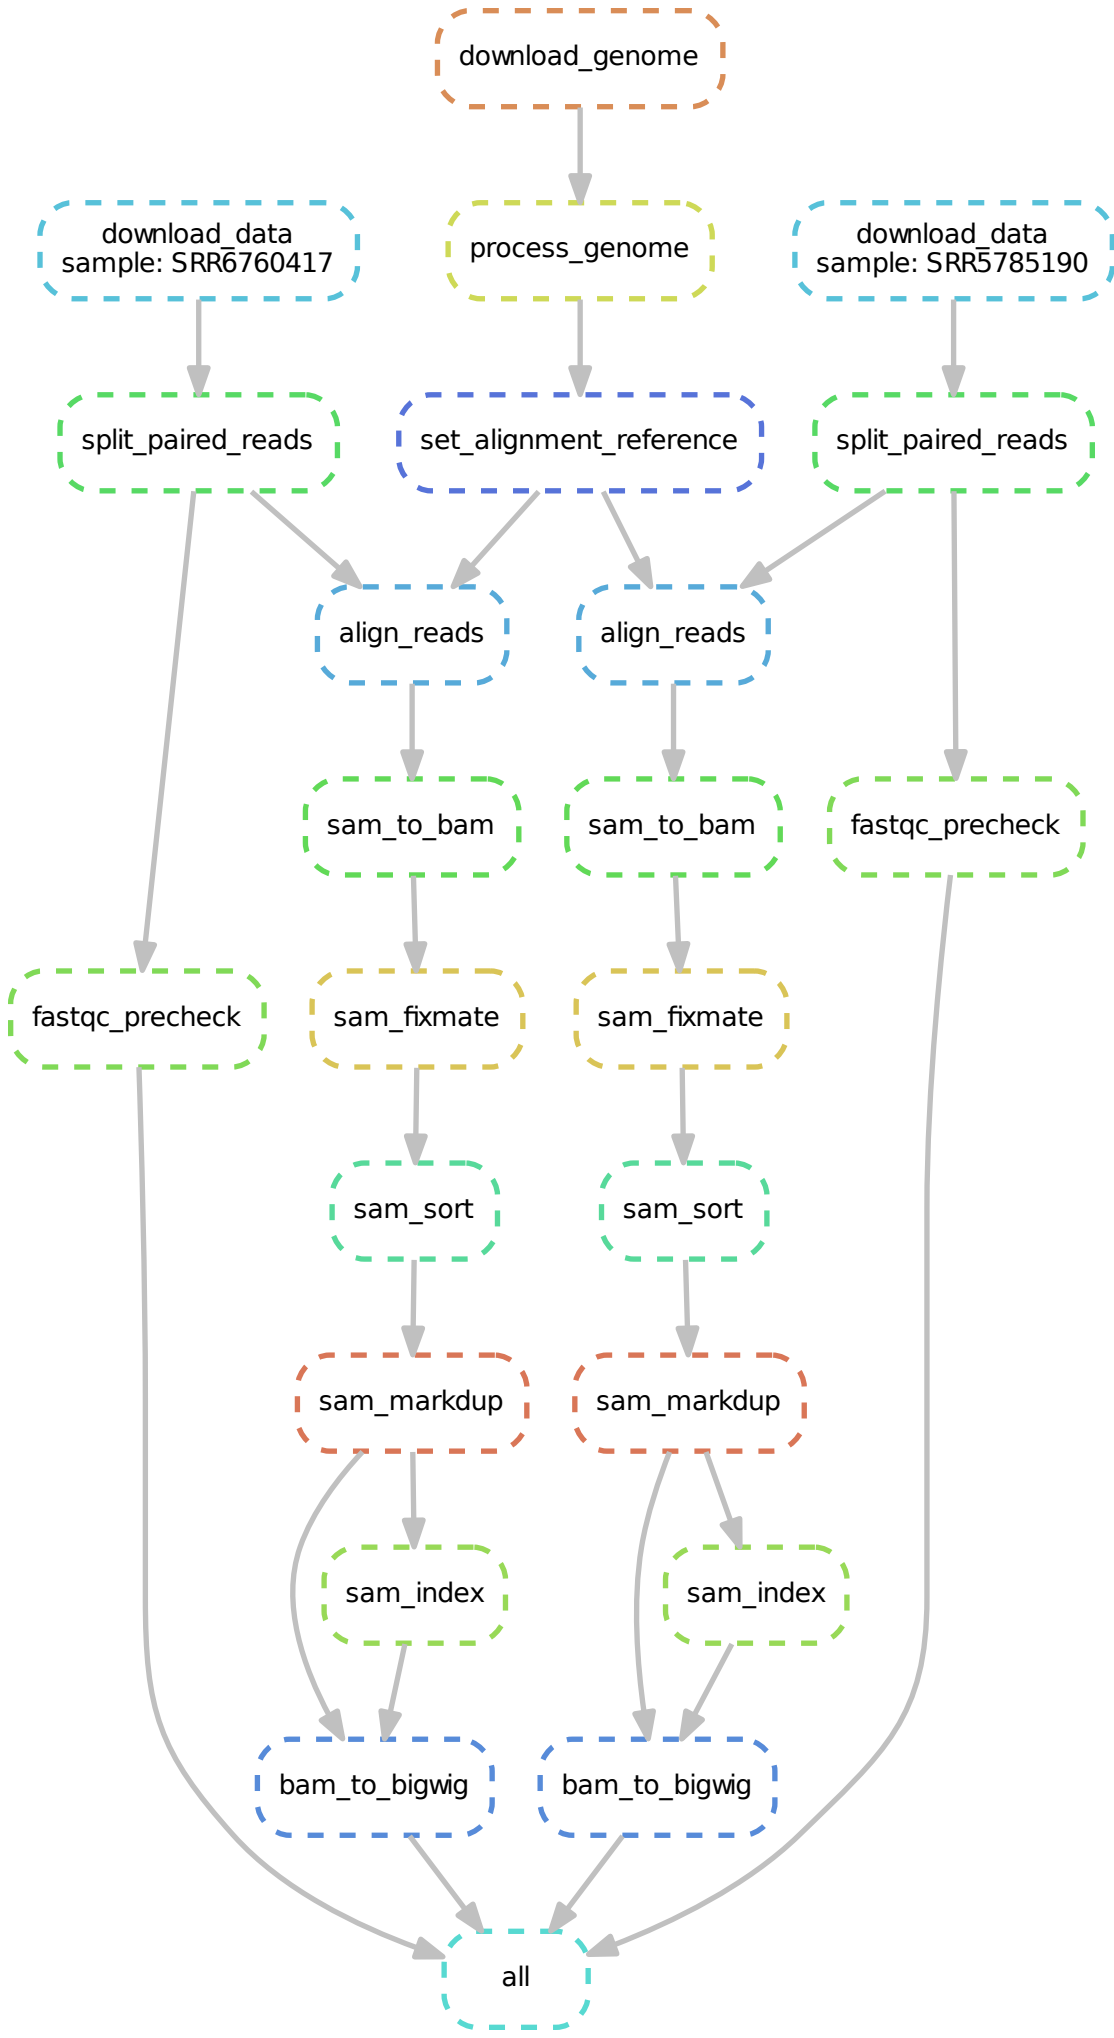 download_genome
download_data
sample: SRR6760417
process_genome
download_data
sample: SRR5785190
split_paired_reads
set_alignment_reference
split_paired_reads
align_reads
align_reads
sam_to_bam
sam_to_bam
fastqc_precheck
fastqc_precheck
sam_fixmate
sam_fixmate
sam_sort
sam_sort
sam_markdup
sam_markdup
sam_index
sam_index
bam_to_bigwig
bam_to_bigwig
all